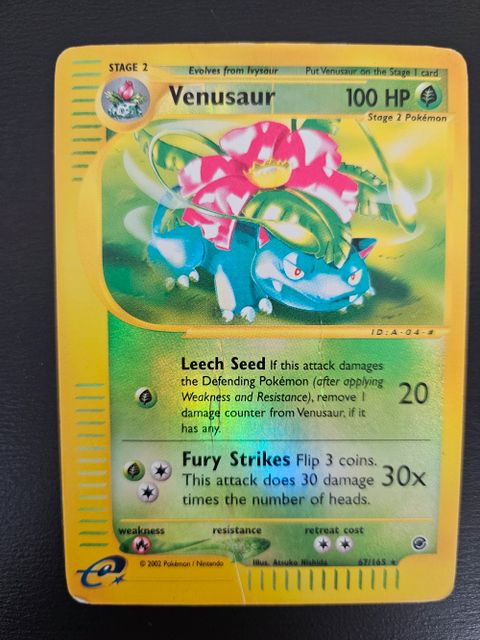 STAGE 2
Evolves from Ivysaur Put Venusaur on the Stage 1 card
Venusaur 100 HP
Stage 2 Pokémon
ID:A-04-#
Leech Seed If this attack damages
the Defending Pokémon (after applying
Weakness and Resistance), remove 1
damage counter from Venusaur, if it
has any.
20
Fury Strikes Flip 3 coins.
This attack does 30 damage
times the number of heads.
30x
weakness resistance retreat cost
e
© 2002 Pokémon / Nintendo Illus. Atsuko Nishida 67/165 ★